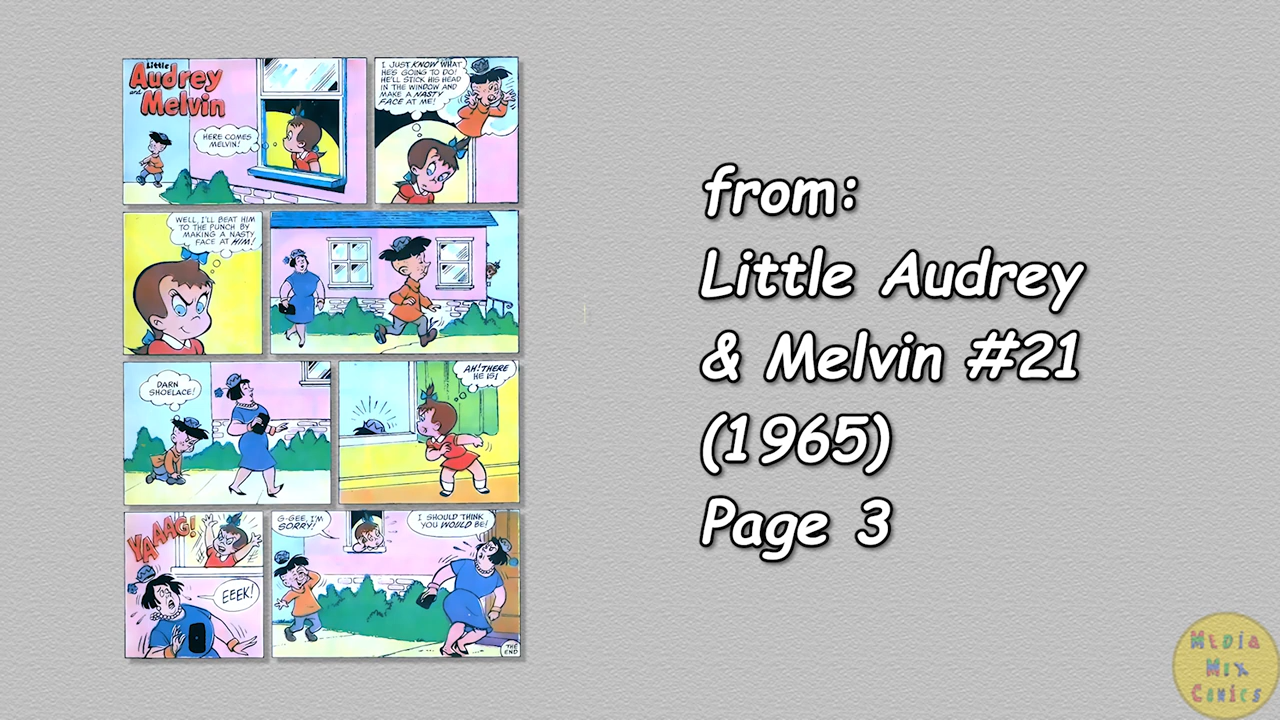 Little
Audrey
and
Melvin
HERE COMES
MELVIN!
I JUST KNOW WHAT
HE'S GOING TO DO!
HE'LL STICK HIS HEAD
IN THE WINDOW AND
MAKE A NASTY
FACE AT ME!
WELL, I'LL BEAT HIM
TO THE PUNCH BY
MAKING A NASTY
FACE AT HIM!
DARN
SHOELACE!
AH! THERE
HE IS!
YAAAG!
EEEK!
G-GEE, I'M
SORRY!
I SHOULD THINK
YOU WOULD BE!
THE
END
from:
Little Audrey
& Melvin #21
(1965)
Page 3
MEDIA
MIX
COMICS